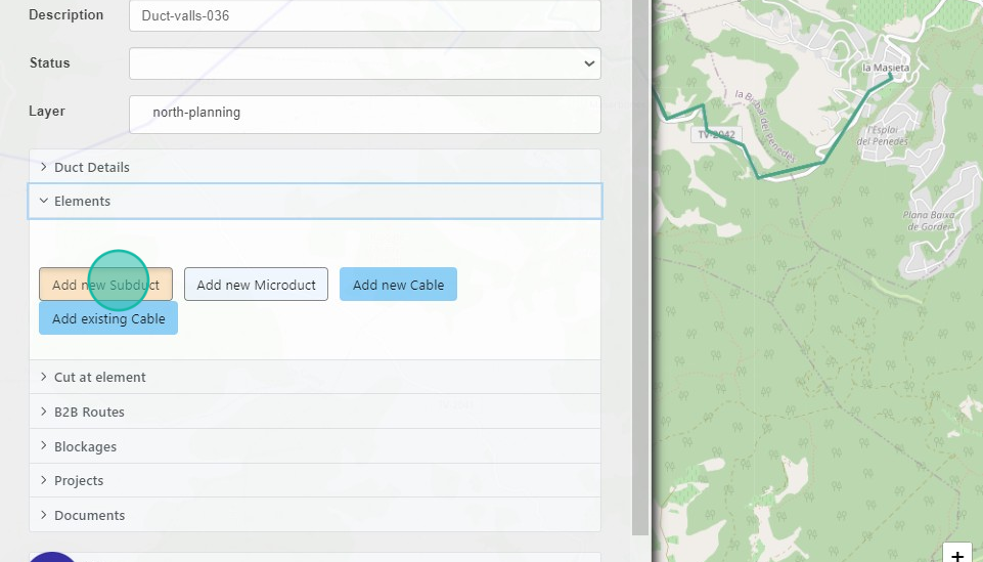 Description
Duct-valls-036
Status
Layer
north-planning
Duct Details
Elements
Add new Subduct
Add new Microduct
Add new Cable
Add existing Cable
Cut at element
B2B Routes
Blockages
Projects
Documents
la Masieta
la Bisbal del Penedès
TV-2042
l'Esplai
del Penedès
Plana Baixa
de Gordei
+